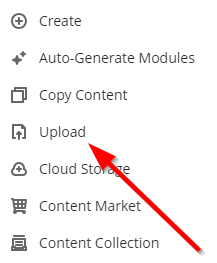 Create
Auto-Generate Modules
Copy Content
Upload
Cloud Storage
Content Market
Content Collection